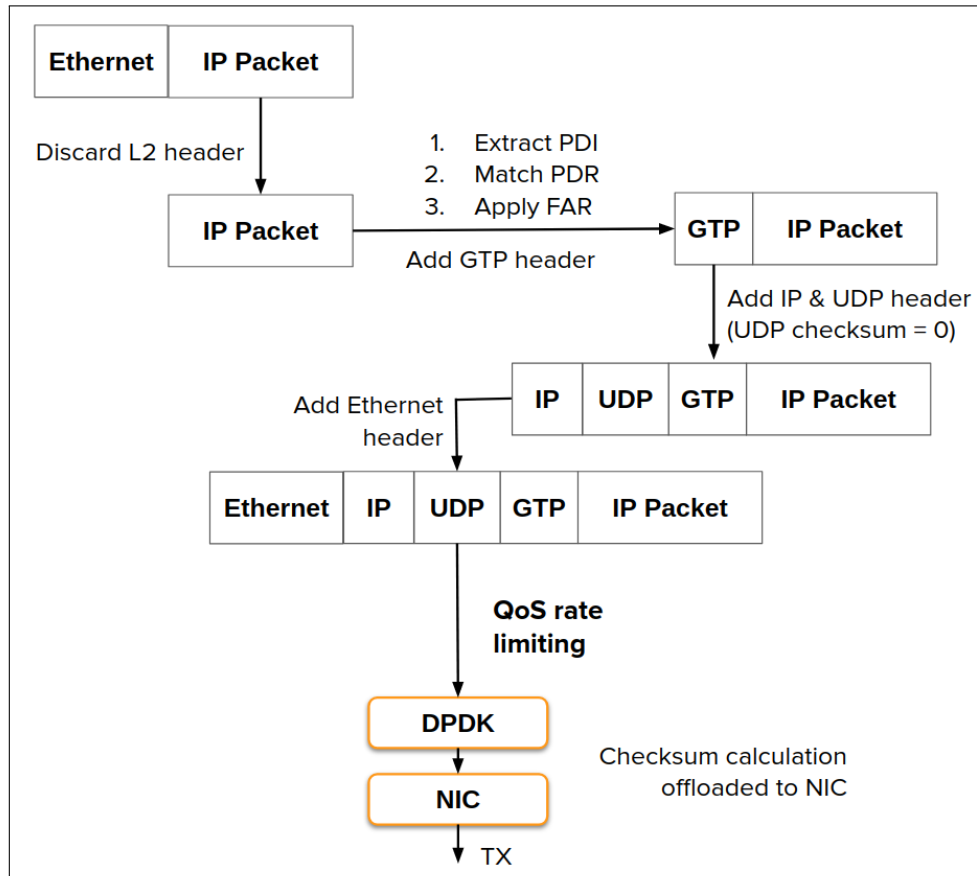 Ethernet IP Packet
Discard L2 header
1. Extract PDI
2. Match PDR
3. Apply FAR
IP Packet
Add GTP header
GTP IP Packet
Add IP & UDP header
(UDP checksum = 0)
IP UDP GTP IP Packet
Add Ethernet
header
Ethernet IP UDP GTP IP Packet
QoS rate
limiting
DPDK
NIC
Checksum calculation
offloaded to NIC
TX